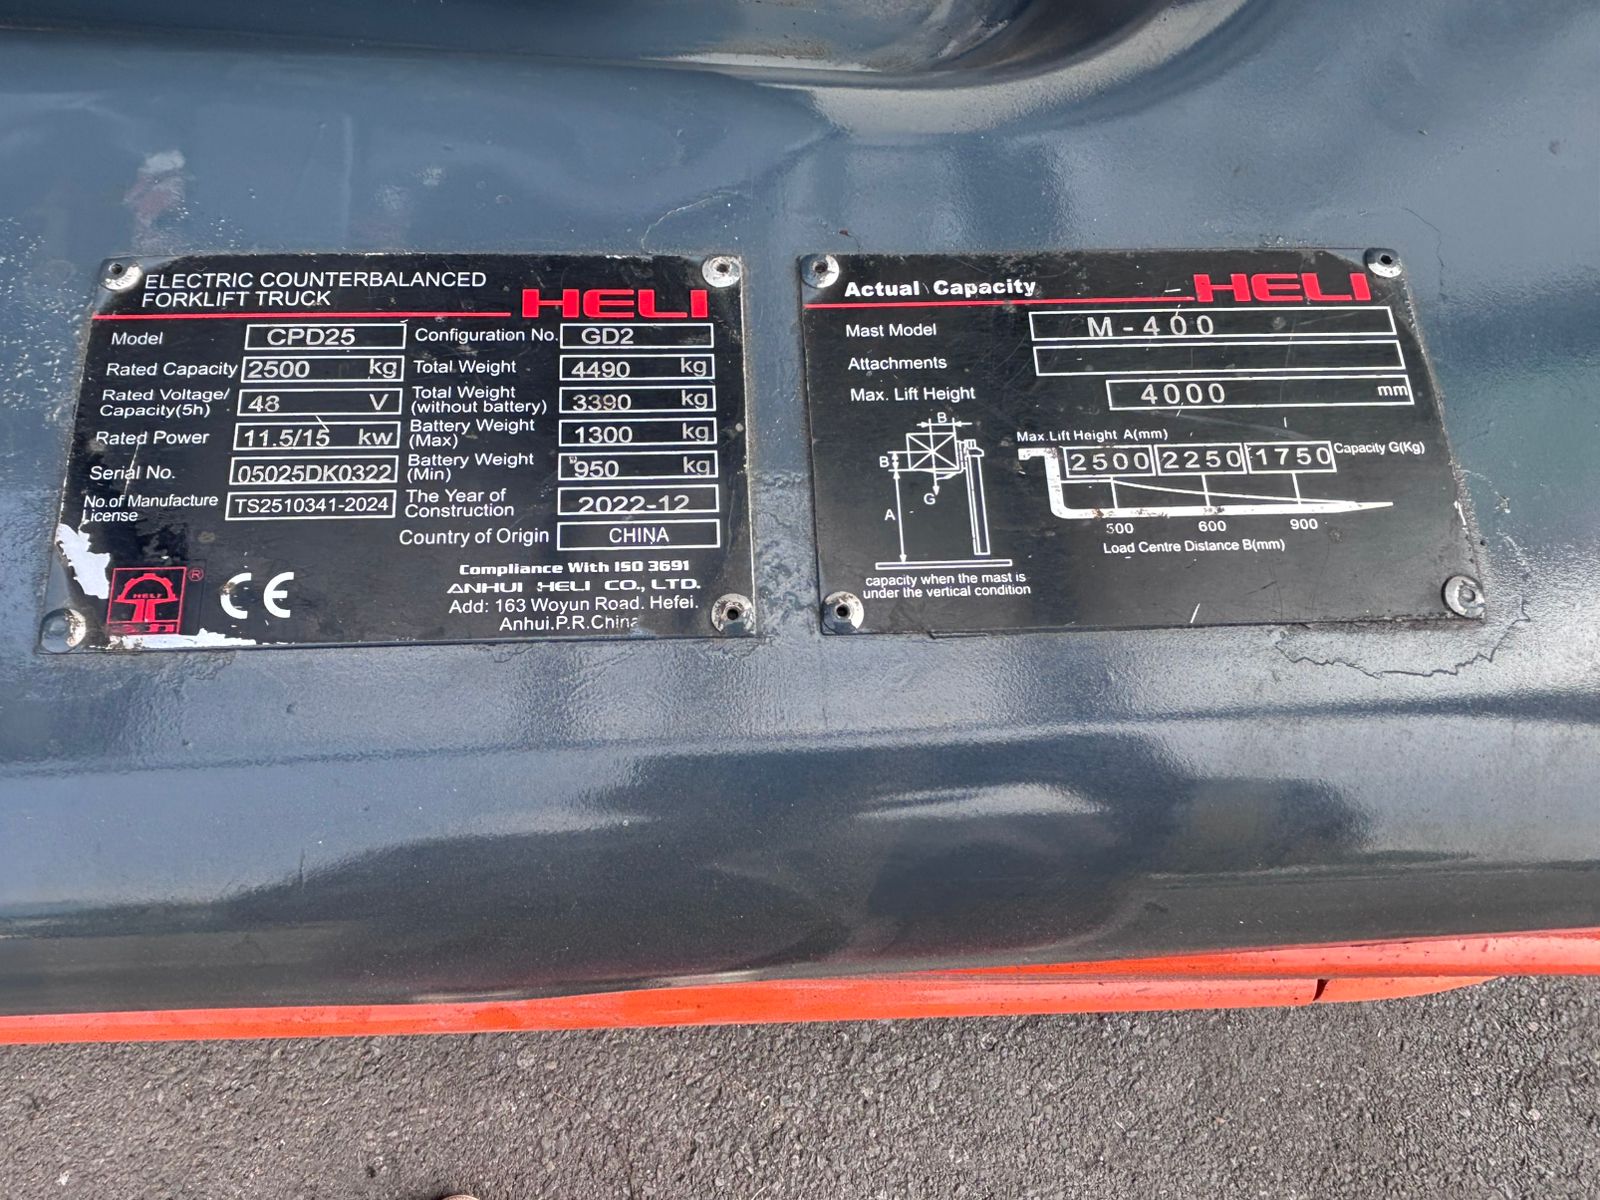 ELECTRIC COUNTERBALANCED
FORKLIFT TRUCK
HELI
Model CPD25 Configuration No. GD2
Rated Capacity 2500 kg Total Weight 4490 kg
Rated Voltage/
Capacity(5h) 48 V Total Weight
(without battery) 3390 kg
Rated Power 11.5/15 kw Battery Weight
(Max) 1300 kg
Serial No. 05025DK0322 Battery Weight
(Min) 950 kg
No.of Manufacture
License TS2510341-2024 The Year of
Construction 2022-12
Country of Origin CHINA
HELI
®
CE
Compliance With ISO 3691
ANHUI HELI CO., LTD.
Add: 163 Woyun Road. Hefei.
Anhui.P.R.China
Actual Capacity HELI
Mast Model M-400
Attachments
Max. Lift Height 4000 mm
B
B
G
A
capacity when the mast is
under the vertical condition
Max.Lift Height A(mm)
2500 2250 1750 Capacity G(Kg)
500 600 900
Load Centre Distance B(mm)